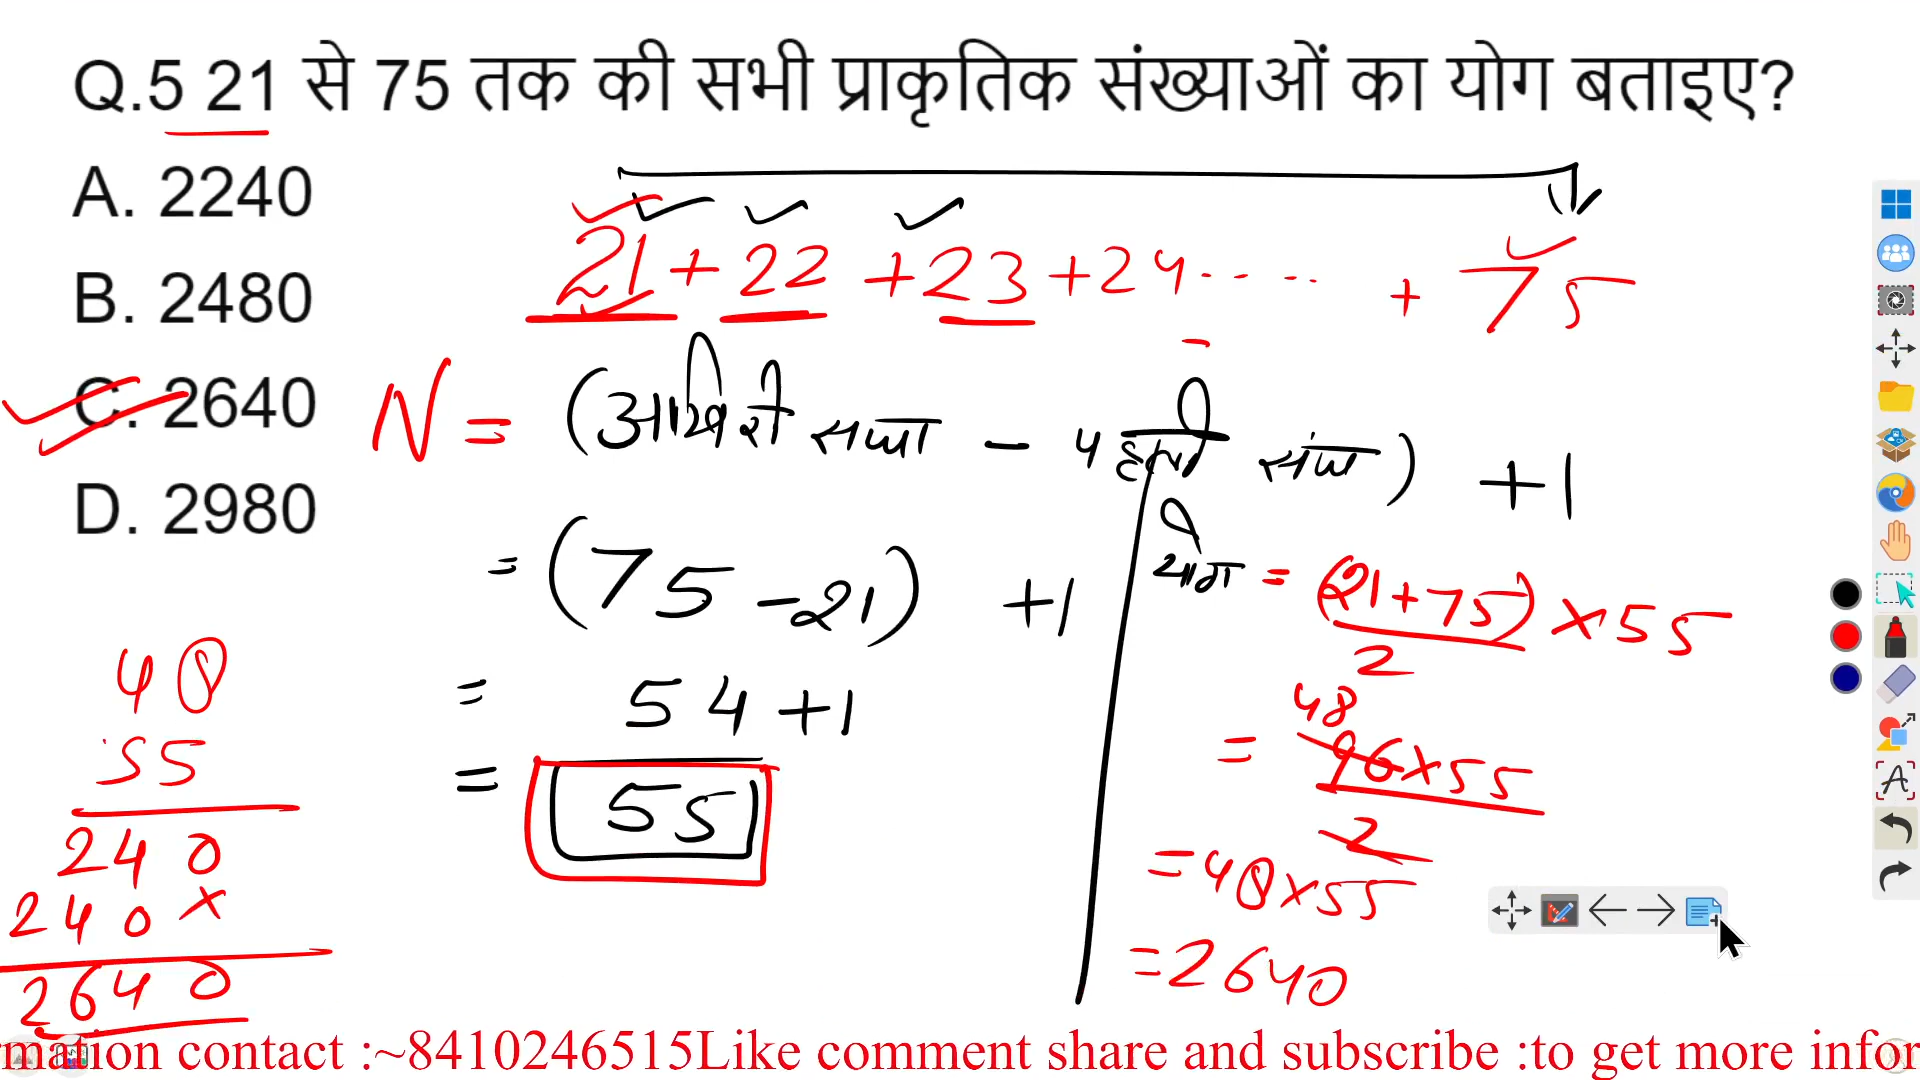 Q.5 21 से 75 तक की सभी प्राकृतिक संख्याओं का योग बताइए?
A. 2240
B. 2480
C. 2640
D. 2980
21 + 22 + 23 + 24 ...... + 75
N = (आखिरी - पहली) + 1
= (75 - 21) + 1
= 54 + 1
= 55
योग = (21 + 75) × 55
2
48
= 96 × 55
2
= 48 × 55
= 2640
48
55
240
240 ×
2640
rmation contact :~8410246515Like comment share and subscribe :to get more infor